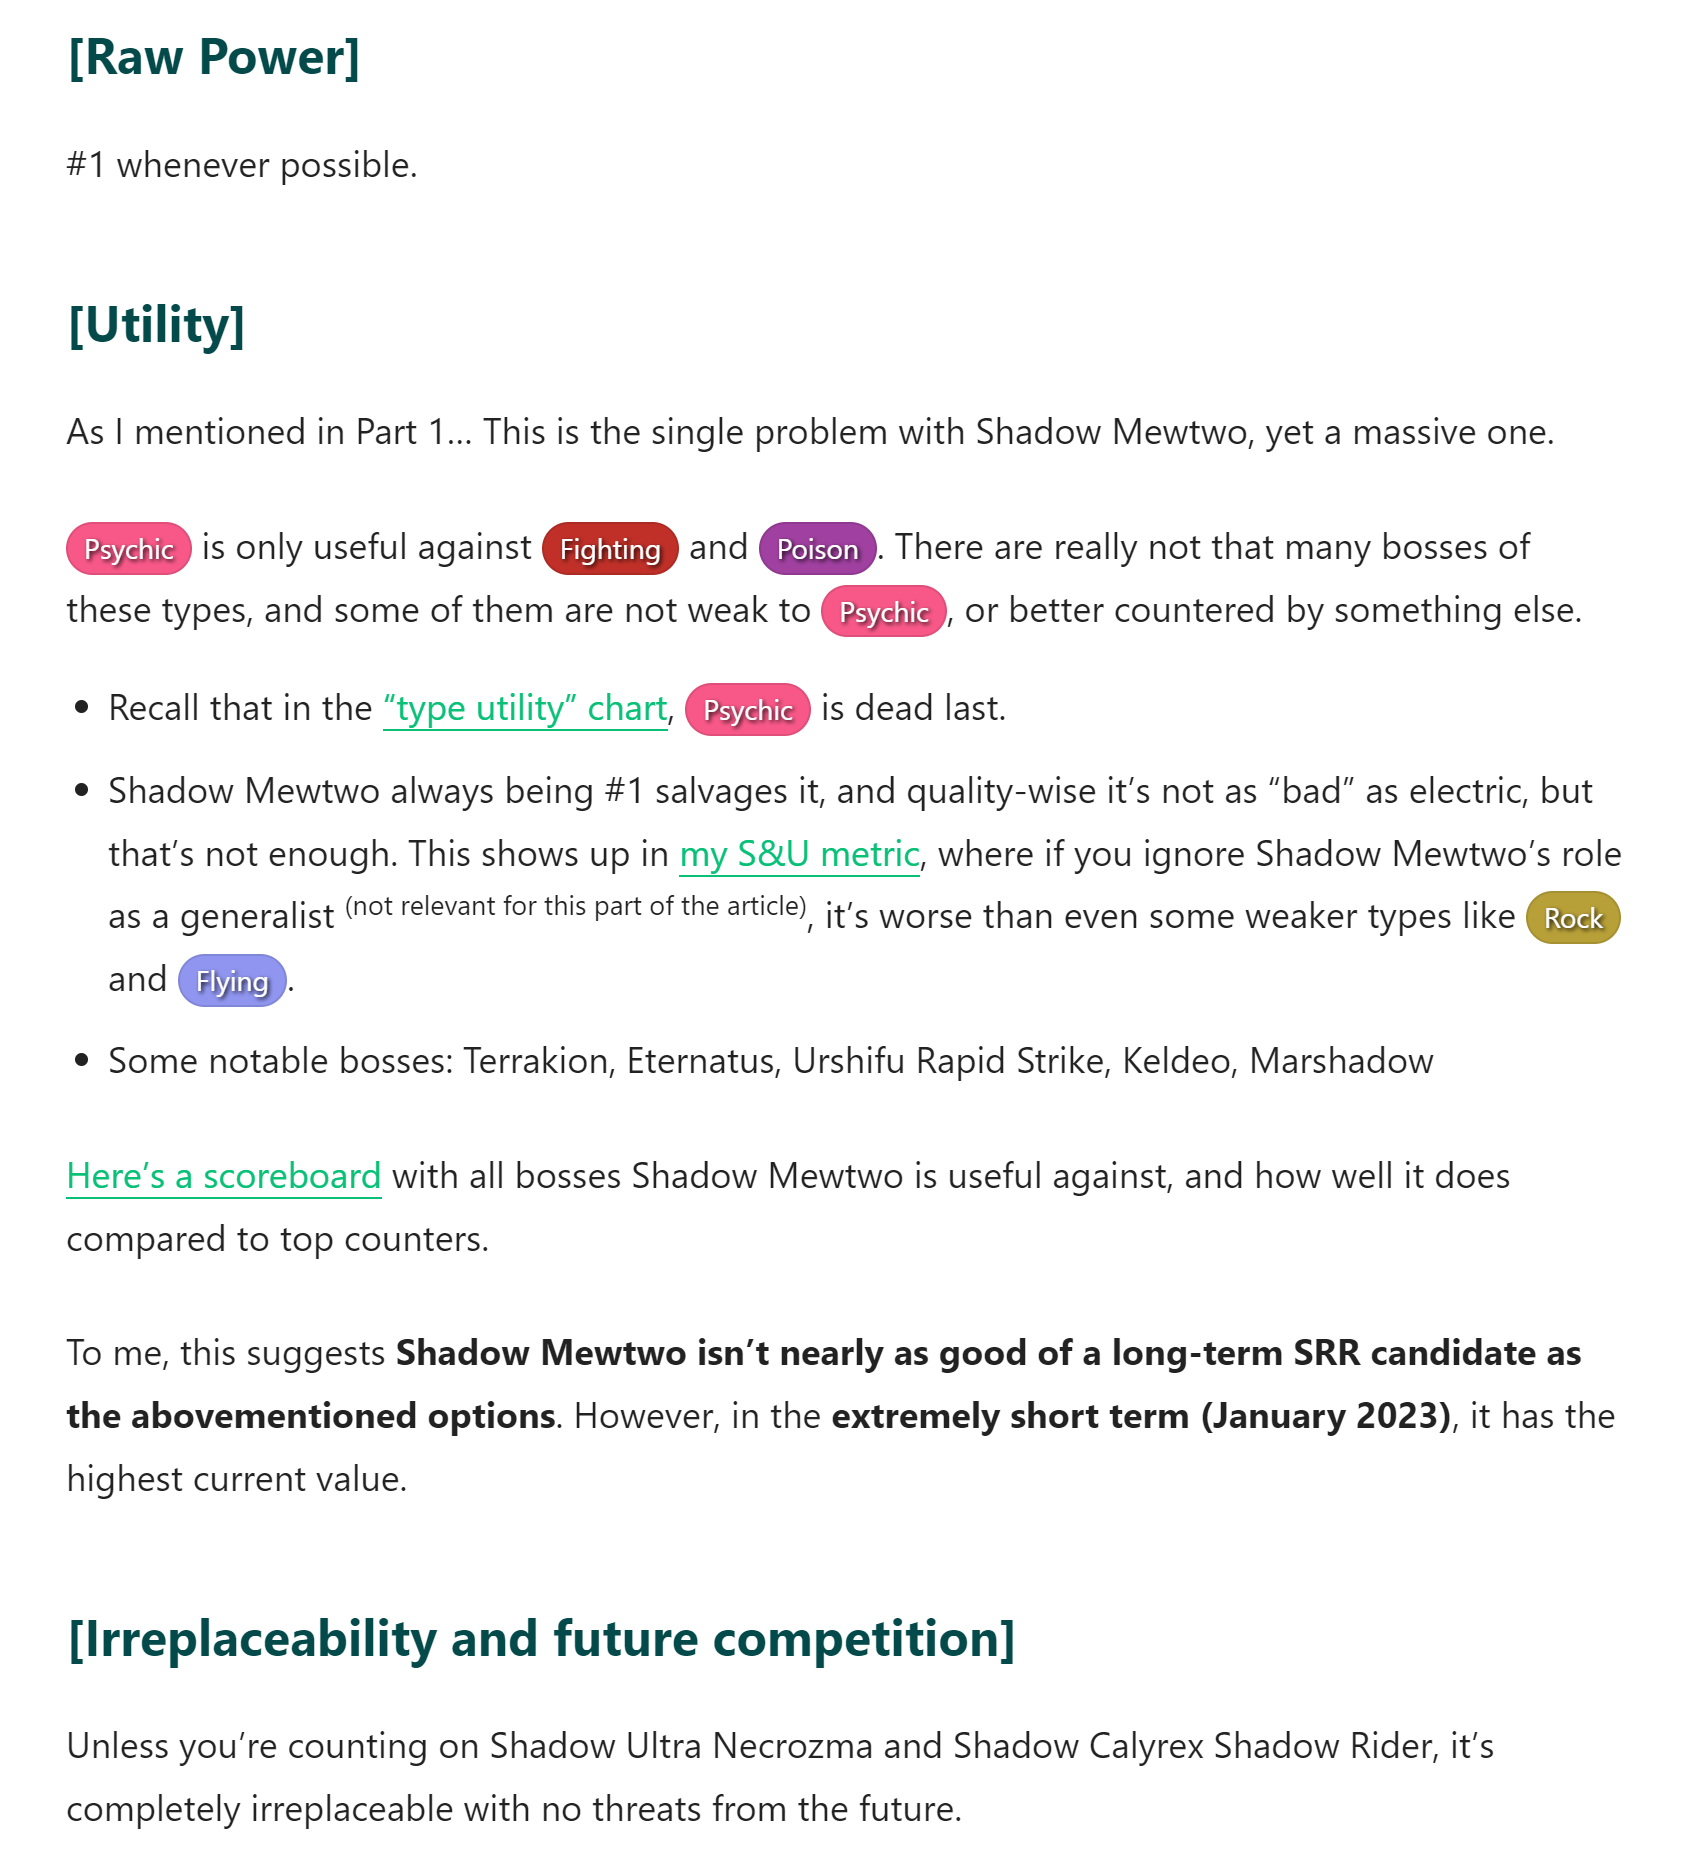 [Raw Power]
#1 whenever possible.
[Utility]
As I mentioned in Part 1… This is the single problem with Shadow Mewtwo, yet a massive one.
Psychic is only useful against Fighting and Poison. There are really not that many bosses of
these types, and some of them are not weak to Psychic, or better countered by something else.
• Recall that in the “type utility” chart, Psychic is dead last.
• Shadow Mewtwo always being #1 salvages it, and quality-wise it’s not as “bad” as electric, but
that’s not enough. This shows up in my S&U metric, where if you ignore Shadow Mewtwo’s role
as a generalist (not relevant for this part of the article), it’s worse than even some weaker types like Rock
and Flying.
• Some notable bosses: Terrakion, Eternatus, Urshifu Rapid Strike, Keldeo, Marshadow
Here’s a scoreboard with all bosses Shadow Mewtwo is useful against, and how well it does
compared to top counters.
To me, this suggests Shadow Mewtwo isn’t nearly as good of a long-term SRR candidate as
the abovementioned options. However, in the extremely short term (January 2023), it has the
highest current value.
[Irreplaceability and future competition]
Unless you’re counting on Shadow Ultra Necrozma and Shadow Calyrex Shadow Rider, it’s
completely irreplaceable with no threats from the future.